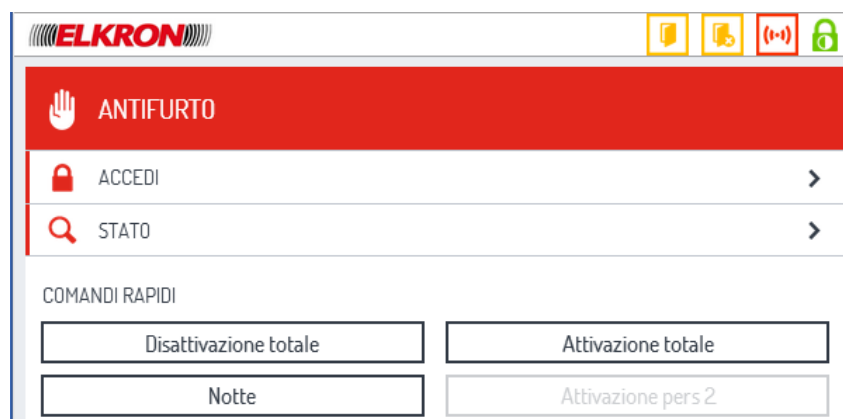 ELKRON
ANTIFURTO
ACCEDI
STATO
COMANDI RAPIDI
Disattivazione totale
Attivazione totale
Notte
Attivazione pers 2